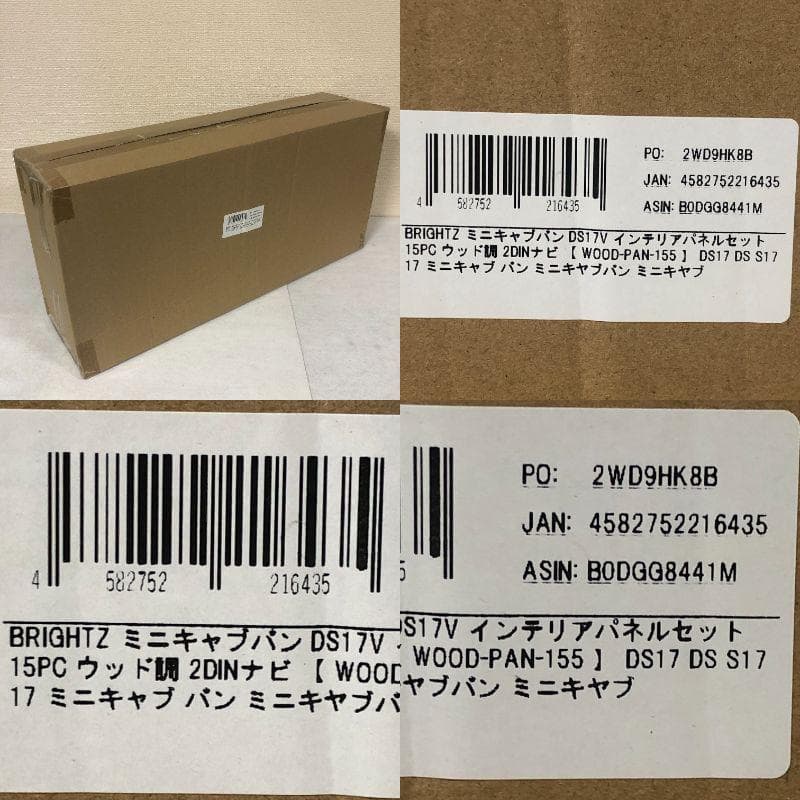 PO: 2WD9HK8B
JAN: 4582752216435
ASIN: B0DGG8441M
4 582752 216435
BRIGHTZ ミニキャブバン DS17V インテリアパネルセット
15PC ウッド調 2DINナビ 【 WOOD-PAN-155 】 DS17 DS S17
17 ミニキャブ バン ミニキヤブバン ミニキヤブ
4 582752 216435
BRIGHTZ ミニキャブバン DS17V
15PC ウッド調 2DINナビ 【 WOOD
17 ミニキャブ バン ミニキヤブバ
PO: 2WD9HK8B
JAN: 4582752216435
5 ASIN: B0DGG8441M
S17V インテリアパネルセット
WOOD-PAN-155 】 DS17 DS S17
ヤブバン ミニキヤブ